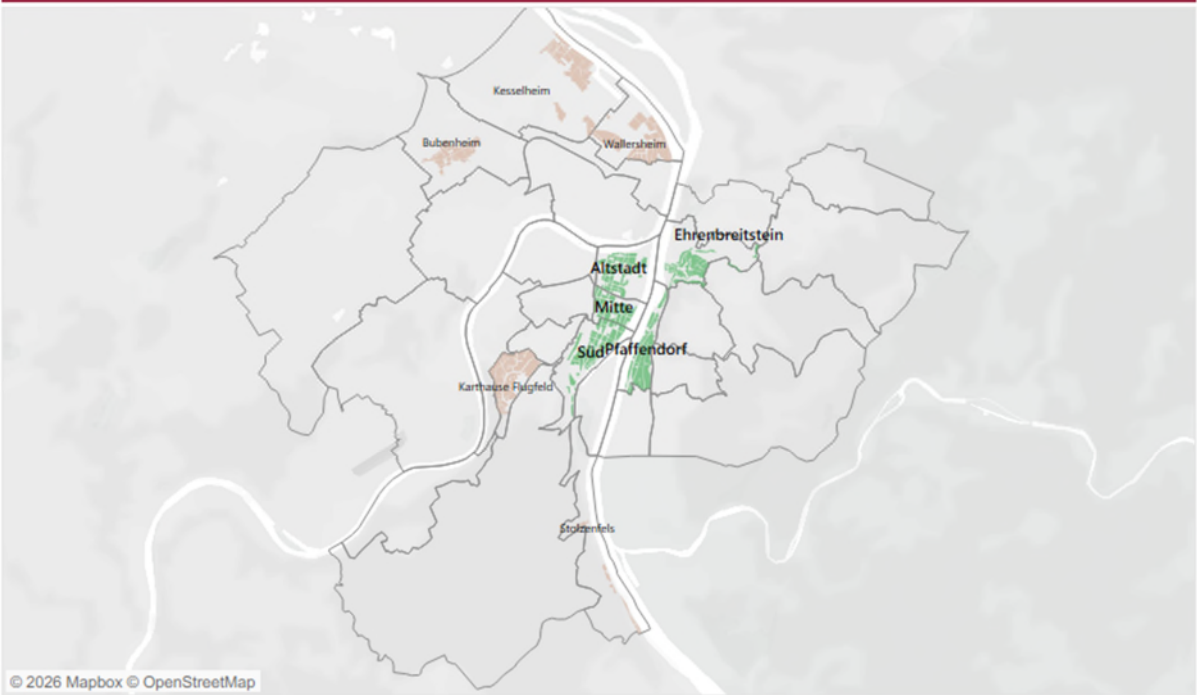 Kesselheim
Bubenheim
Wallersheim
Ehrenbreitstein
Altstadt
Mitte
Süd
Pfaffendorf
Karthause Flugfeld
Stolzenfels
© 2026 Mapbox © OpenStreetMap